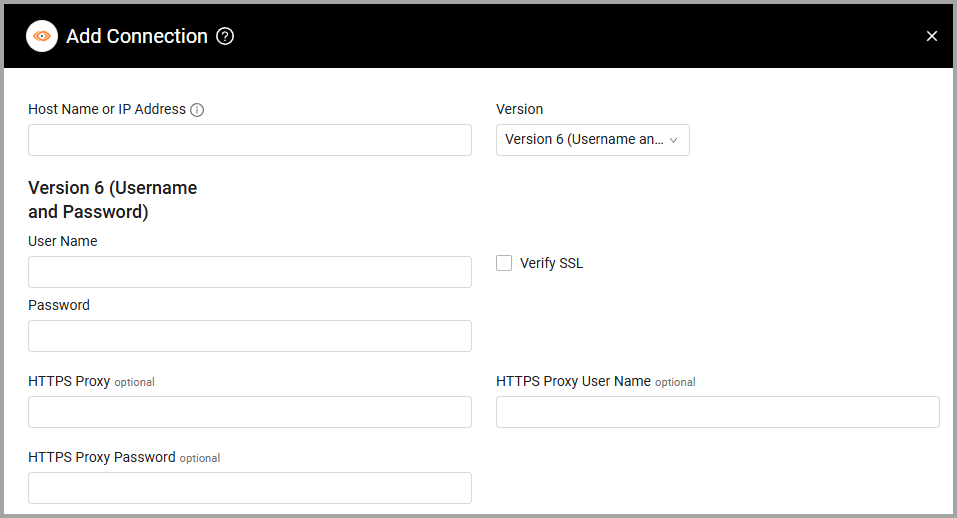 Add Connection
Host Name or IP Address
Version
Version 6 (Username an...
Version 6 (Username
and Password)
User Name
Verify SSL
Password
HTTPS Proxy optional
HTTPS Proxy User Name optional
HTTPS Proxy Password optional